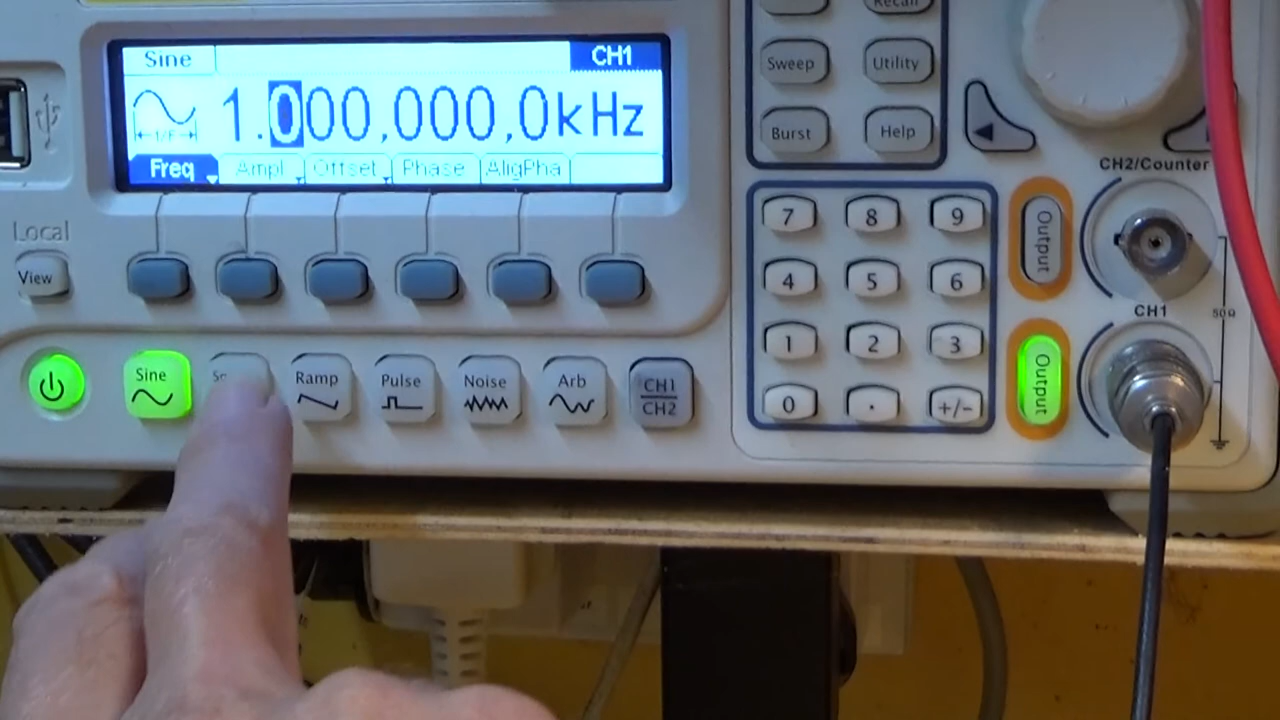 Recall
Sine CH1
1.000,000,0kHz
Freq Ampl Offset Phase AligPha
Sweep Utility
Burst Help
CH2/Counter
7 8 9
Output
4 5 6
Local
View
CH1
50Ω
1 2 3
Output
0 . +/-
Sine Ramp Pulse Noise Arb CH1
CH2